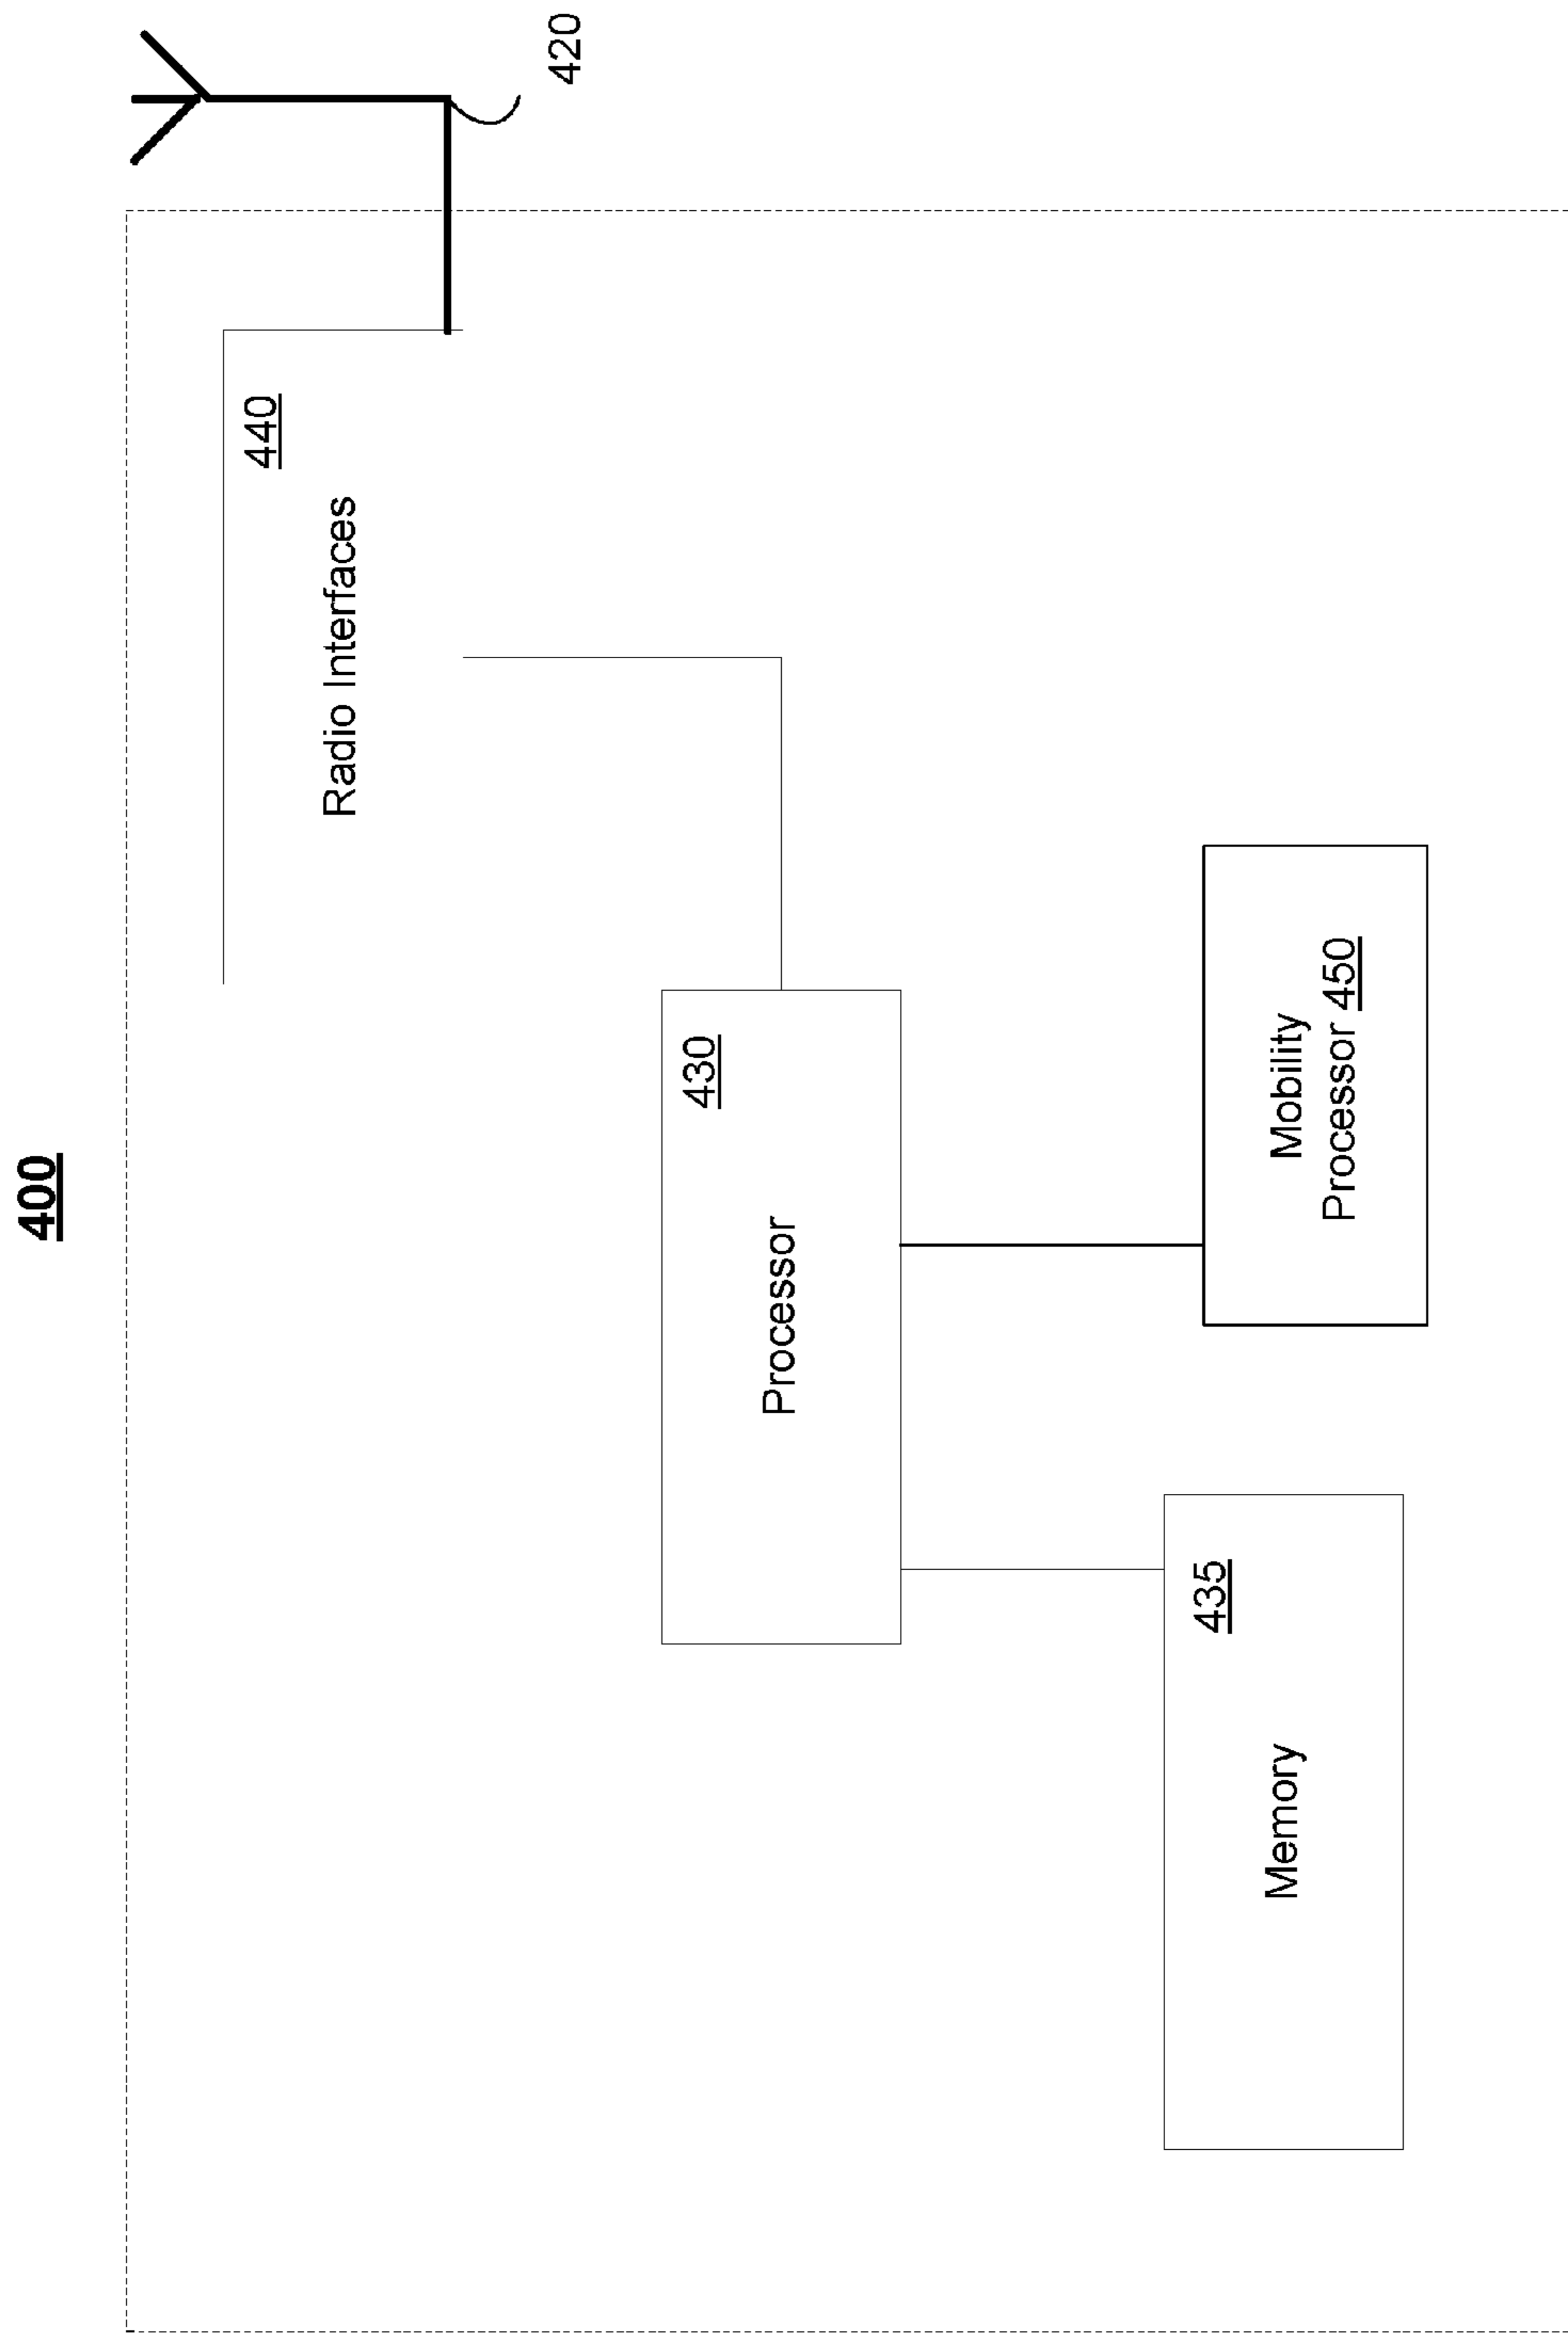 400
420
440
Radio Interfaces
430
Processor
Mobility
Processor 450
435
Memory